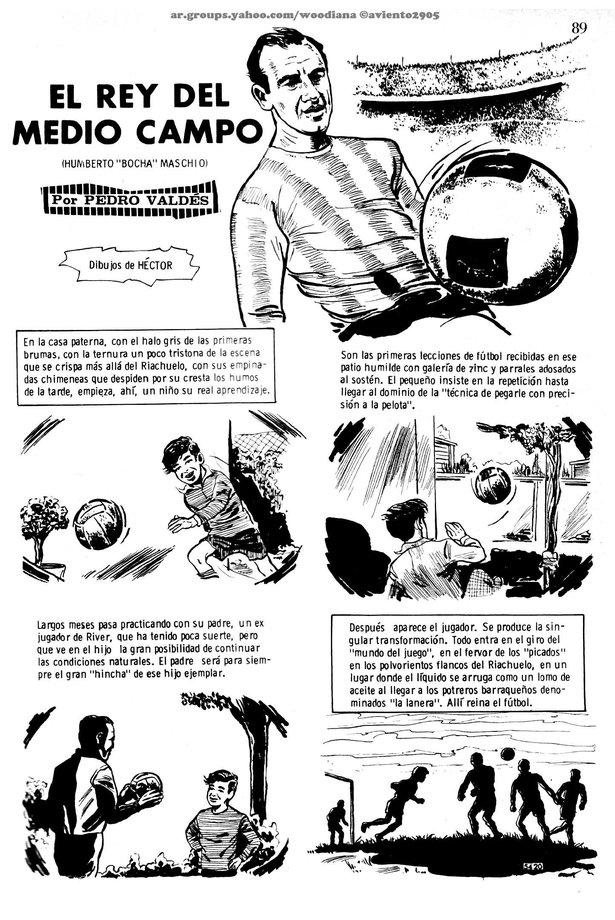 ar.groups.yahoo.com/woodiana ©aviento2905
89
EL REY DEL
MEDIO CAMPO
(HUMBERTO "BOCHA" MASCHIO)
Por PEDRO VALDÉS
Dibujos de HÉCTOR
En la casa paterna, con el halo gris de las primeras
brumas, con la ternura un poco tristona de la escena
que se crispa más allá del Riachuelo, con sus empina-
das chimeneas que despiden por su cresta los humos
de la tarde, empieza, ahí, un niño su real aprendizaje.
Son las primeras lecciones de fútbol recibidas en ese
patio humilde con galería de zinc y parrales adosados
al sostén. El pequeño insiste en la repetición hasta
llegar al dominio de la "técnica de pegarle con preci-
sión a la pelota".
Largos meses pasa practicando con su padre, un ex
jugador de River, que ha tenido poca suerte, pero
que ve en el hijo la gran posibilidad de continuar
las condiciones naturales. El padre será para siem-
pre el gran "hincha" de ese hijo ejemplar.
Después aparece el jugador. Se produce la sin-
gular transformación. Todo entra en el giro del
"mundo del juego", en el fervor de los "picados"
en los polvorientos flancos del Riachuelo, en un
lugar donde el líquido se arruga como un lomo de
aceite al llegar a los potreros barraqueños deno-
minados "la lanera". Allí reina el fútbol.
5420